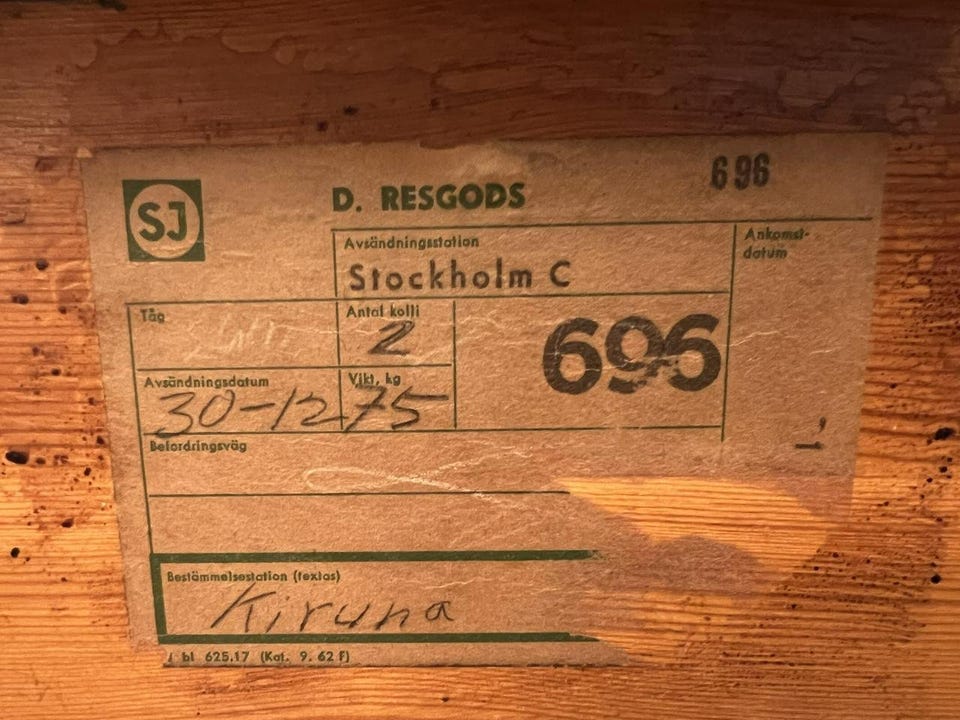 SJ
D. RESGODS
696
Avsändningsstation
Stockholm C
Ankomst-
datum
Tåg
Antal kolli
2
696
Avsändningsdatum
30-12
Vikt, kg
75
Befordringsväg
Bestämmelsestation (textas)
Kiruna
bl 625.17 (Kat. 9. 62 F)